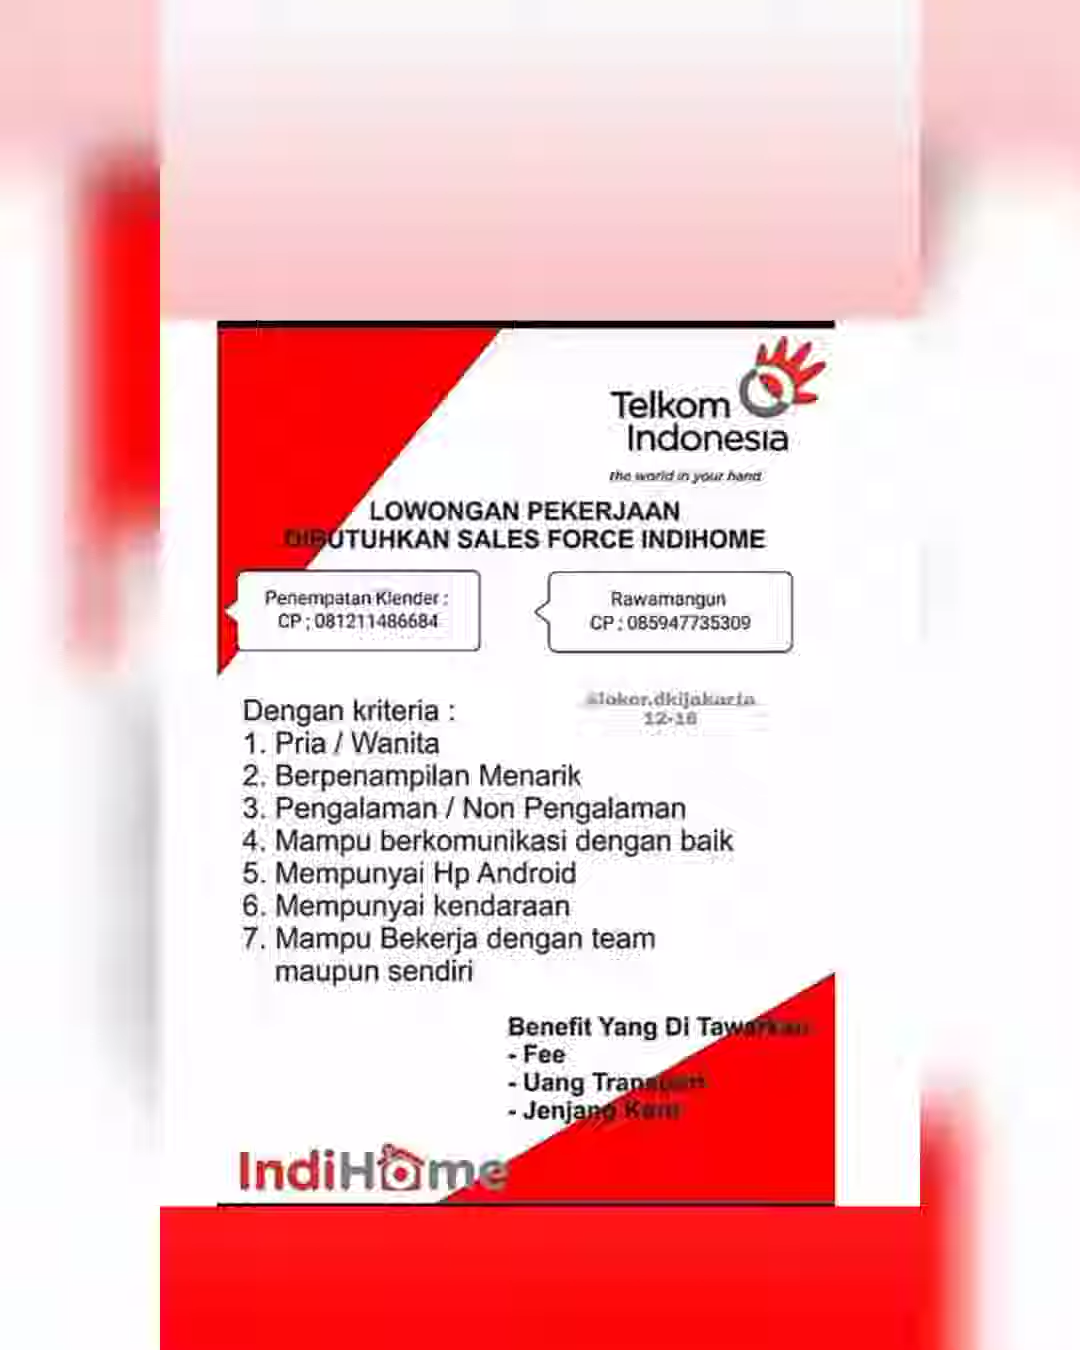 Telkom
Indonesia
the world in your hand
LOWONGAN PEKERJAAN
DIBUTUHKAN SALES FORCE INDIHOME
Penempatan Klender :
CP ; 081211486684
Rawamangun
CP ; 085947735309
12-16
Dengan kriteria :
1. Pria / Wanita
2. Berpenampilan Menarik
3. Pengalaman / Non Pengalaman
4. Mampu berkomunikasi dengan baik
5. Mempunyai Hp Android
6. Mempunyai kendaraan
7. Mampu Bekerja dengan team
maupun sendiri
Benefit Yang Di Tawarkan
- Fee
- Uang Transport
- Jenjang
IndiHome